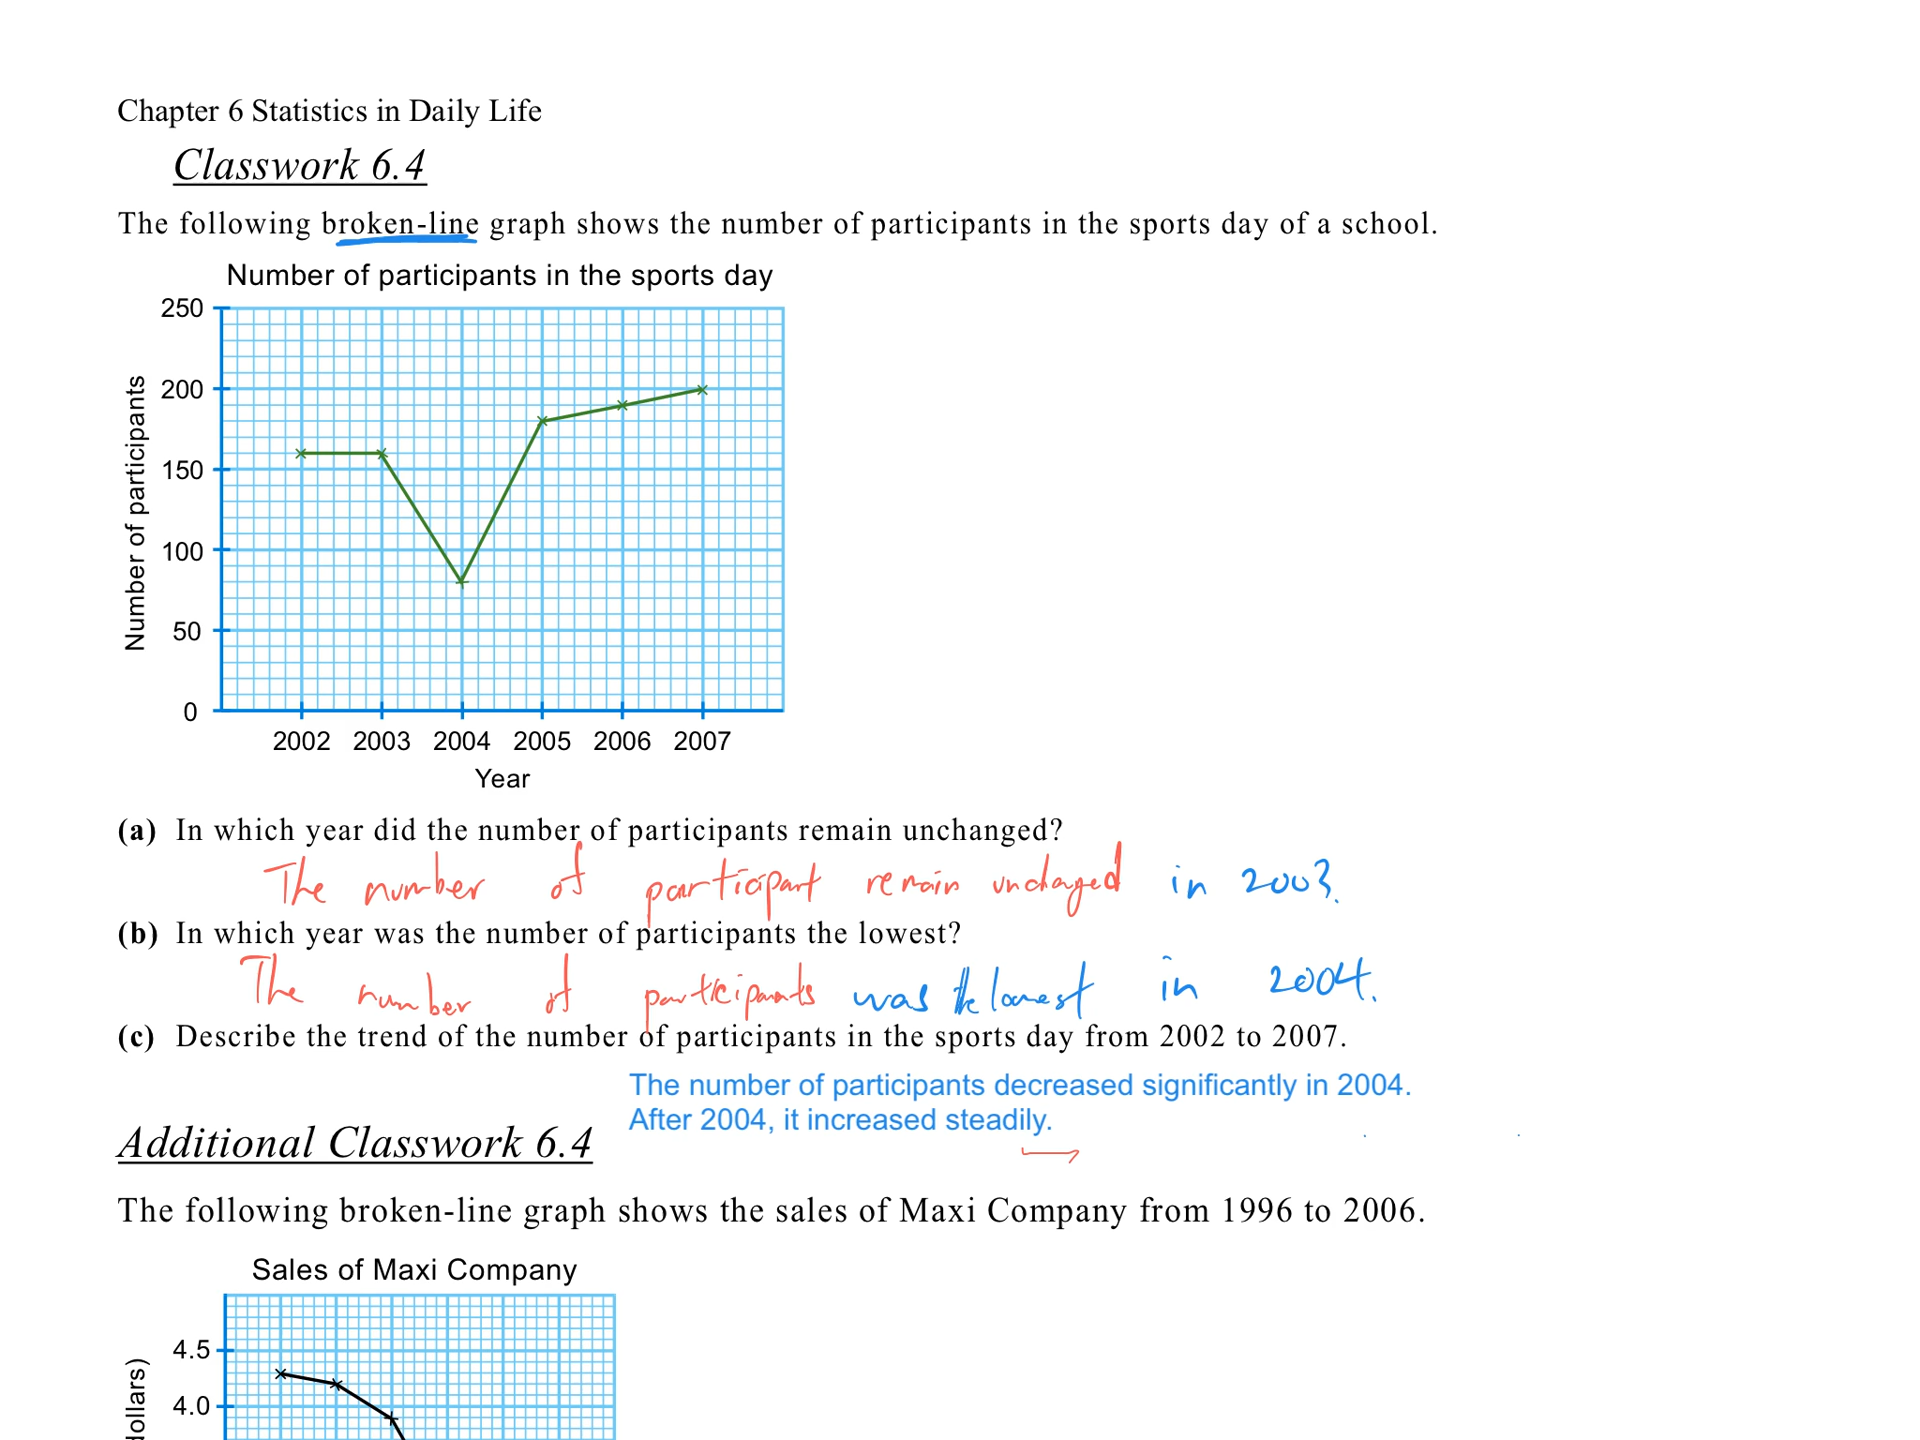 Chapter 6 Statistics in Daily Life
Classwork 6.4
The following broken-line graph shows the number of participants in the sports day of a school.
Number of participants in the sports day
250
200
150
100
50
0
Number of participants
2002 2003 2004 2005 2006 2007
Year
(a) In which year did the number of participants remain unchanged?
The number of particiapart remain unchaged in 2003.
(b) In which year was the number of participants the lowest?
The number of participants was the lowest in 2004.
(c) Describe the trend of the number of participants in the sports day from 2002 to 2007.
The number of participants decreased significantly in 2004.
After 2004, it increased steadily.
Additional Classwork 6.4
The following broken-line graph shows the sales of Maxi Company from 1996 to 2006.
Sales of Maxi Company
4.5
4.0
dollars)